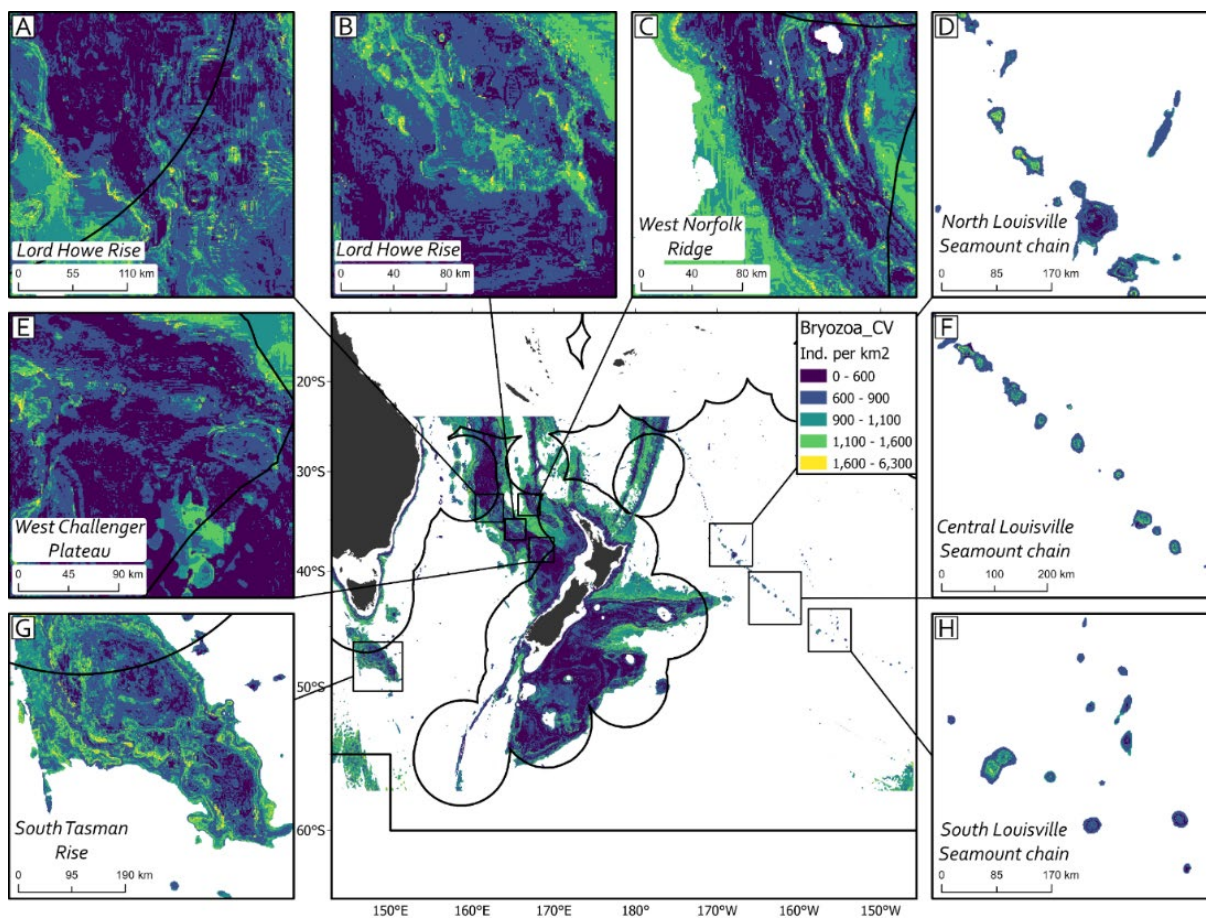 A
Lord Howe Rise
0 55 110 km
B
Lord Howe Rise
0 40 80 km
C
West Norfolk
Ridge
0 40 80 km
D
North Louisville
Seamount chain
0 85 170 km
E
West Challenger
Plateau
0 45 90 km
Bryozoa_CV
Ind. per km2
0 - 600
600 - 900
900 - 1,100
1,100 - 1,600
1,600 - 6,300
20°S
30°S
40°S
50°S
60°S
150°E
160°E
170°E
180°
170°W
160°W
150°W
F
Central Louisville
Seamount chain
0 100 200 km
G
South Tasman
Rise
0 95 190 km
H
South Louisville
Seamount chain
0 85 170 km